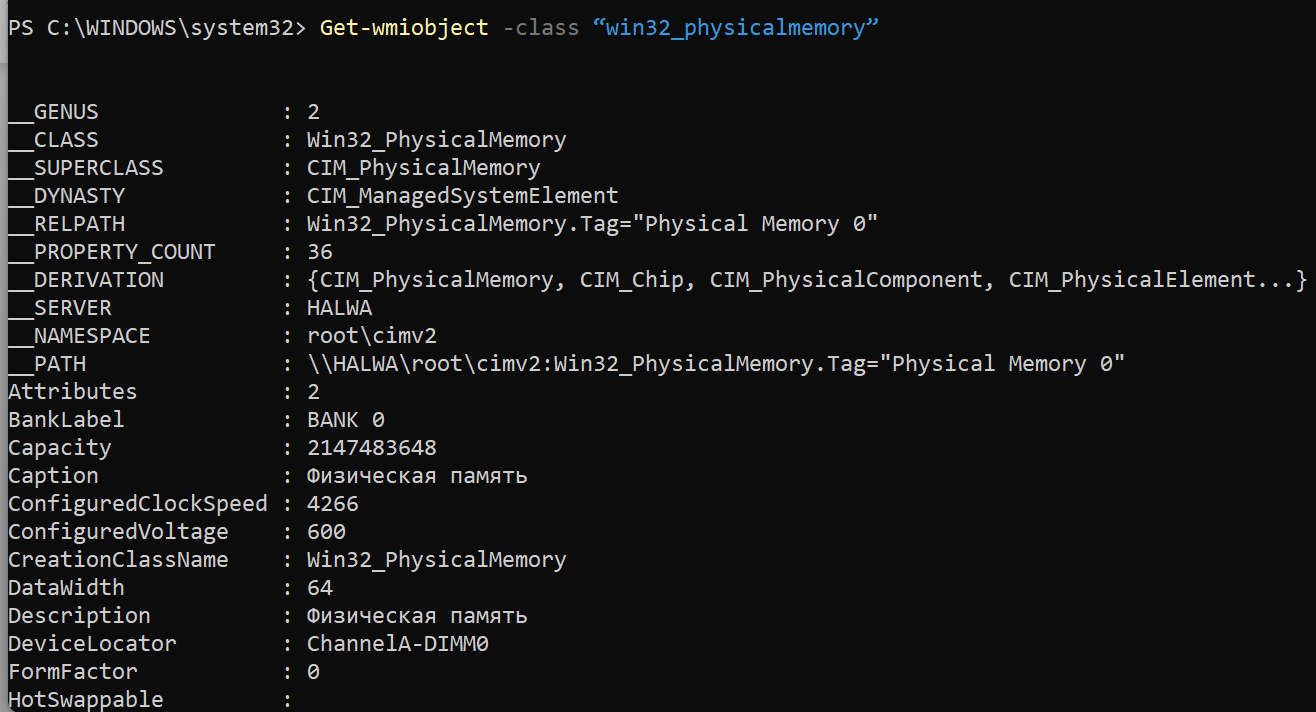 PS C:\WINDOWS\system32> Get-wmiobject -class “win32_physicalmemory”
__GENUS : 2
__CLASS : Win32_PhysicalMemory
__SUPERCLASS : CIM_PhysicalMemory
__DYNASTY : CIM_ManagedSystemElement
__RELPATH : Win32_PhysicalMemory.Tag="Physical Memory 0"
__PROPERTY_COUNT : 36
__DERIVATION : {CIM_PhysicalMemory, CIM_Chip, CIM_PhysicalComponent, CIM_PhysicalElement...}
__SERVER : HALWA
__NAMESPACE : root\cimv2
__PATH : \\HALWA\root\cimv2:Win32_PhysicalMemory.Tag="Physical Memory 0"
Attributes : 2
BankLabel : BANK 0
Capacity : 2147483648
Caption : Физическая память
ConfiguredClockSpeed : 4266
ConfiguredVoltage : 600
CreationClassName : Win32_PhysicalMemory
DataWidth : 64
Description : Физическая память
DeviceLocator : ChannelA-DIMM0
FormFactor : 0
HotSwappable :